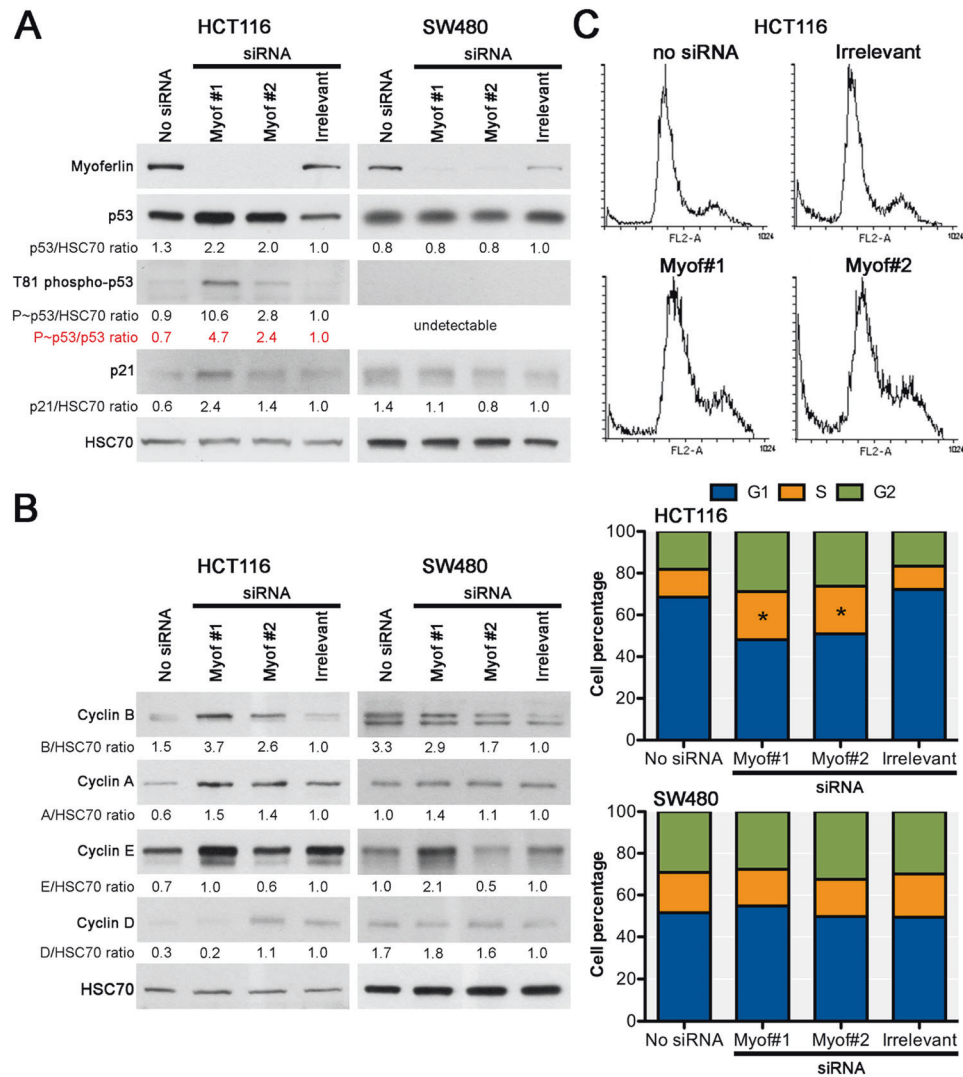 A
HCT116
SW480
siRNA
siRNA
No siRNA
Myof #1
Myof #2
Irrelevant
No siRNA
Myof #1
Myof #2
Irrelevant
Myoferlin
p53
p53/HSC70 ratio 1.3 2.2 2.0 1.0 0.8 0.8 0.8 1.0
T81 phospho-p53
P~p53/HSC70 ratio 0.9 10.6 2.8 1.0
undetectable
P~p53/p53 ratio 0.7 4.7 2.4 1.0
p21
p21/HSC70 ratio 0.6 2.4 1.4 1.0 1.4 1.1 0.8 1.0
HSC70
B
HCT116
SW480
siRNA
siRNA
No siRNA
Myof #1
Myof #2
Irrelevant
No siRNA
Myof #1
Myof #2
Irrelevant
Cyclin B
B/HSC70 ratio 1.5 3.7 2.6 1.0 3.3 2.9 1.7 1.0
Cyclin A
A/HSC70 ratio 0.6 1.5 1.4 1.0 1.0 1.4 1.1 1.0
Cyclin E
E/HSC70 ratio 0.7 1.0 0.6 1.0 1.0 2.1 0.5 1.0
Cyclin D
D/HSC70 ratio 0.3 0.2 1.1 1.0 1.7 1.8 1.6 1.0
HSC70
C
HCT116
no siRNA
Irrelevant
FL2-A 1024
FL2-A 1024
Myof#1
Myof#2
FL2-A 1024
FL2-A 1024
G1 S G2
HCT116
Cell percentage
100
80
60
40
20
0
* *
No siRNA Myof#1 Myof#2 Irrelevant
siRNA
SW480
Cell percentage
100
80
60
40
20
0
No siRNA Myof#1 Myof#2 Irrelevant
siRNA